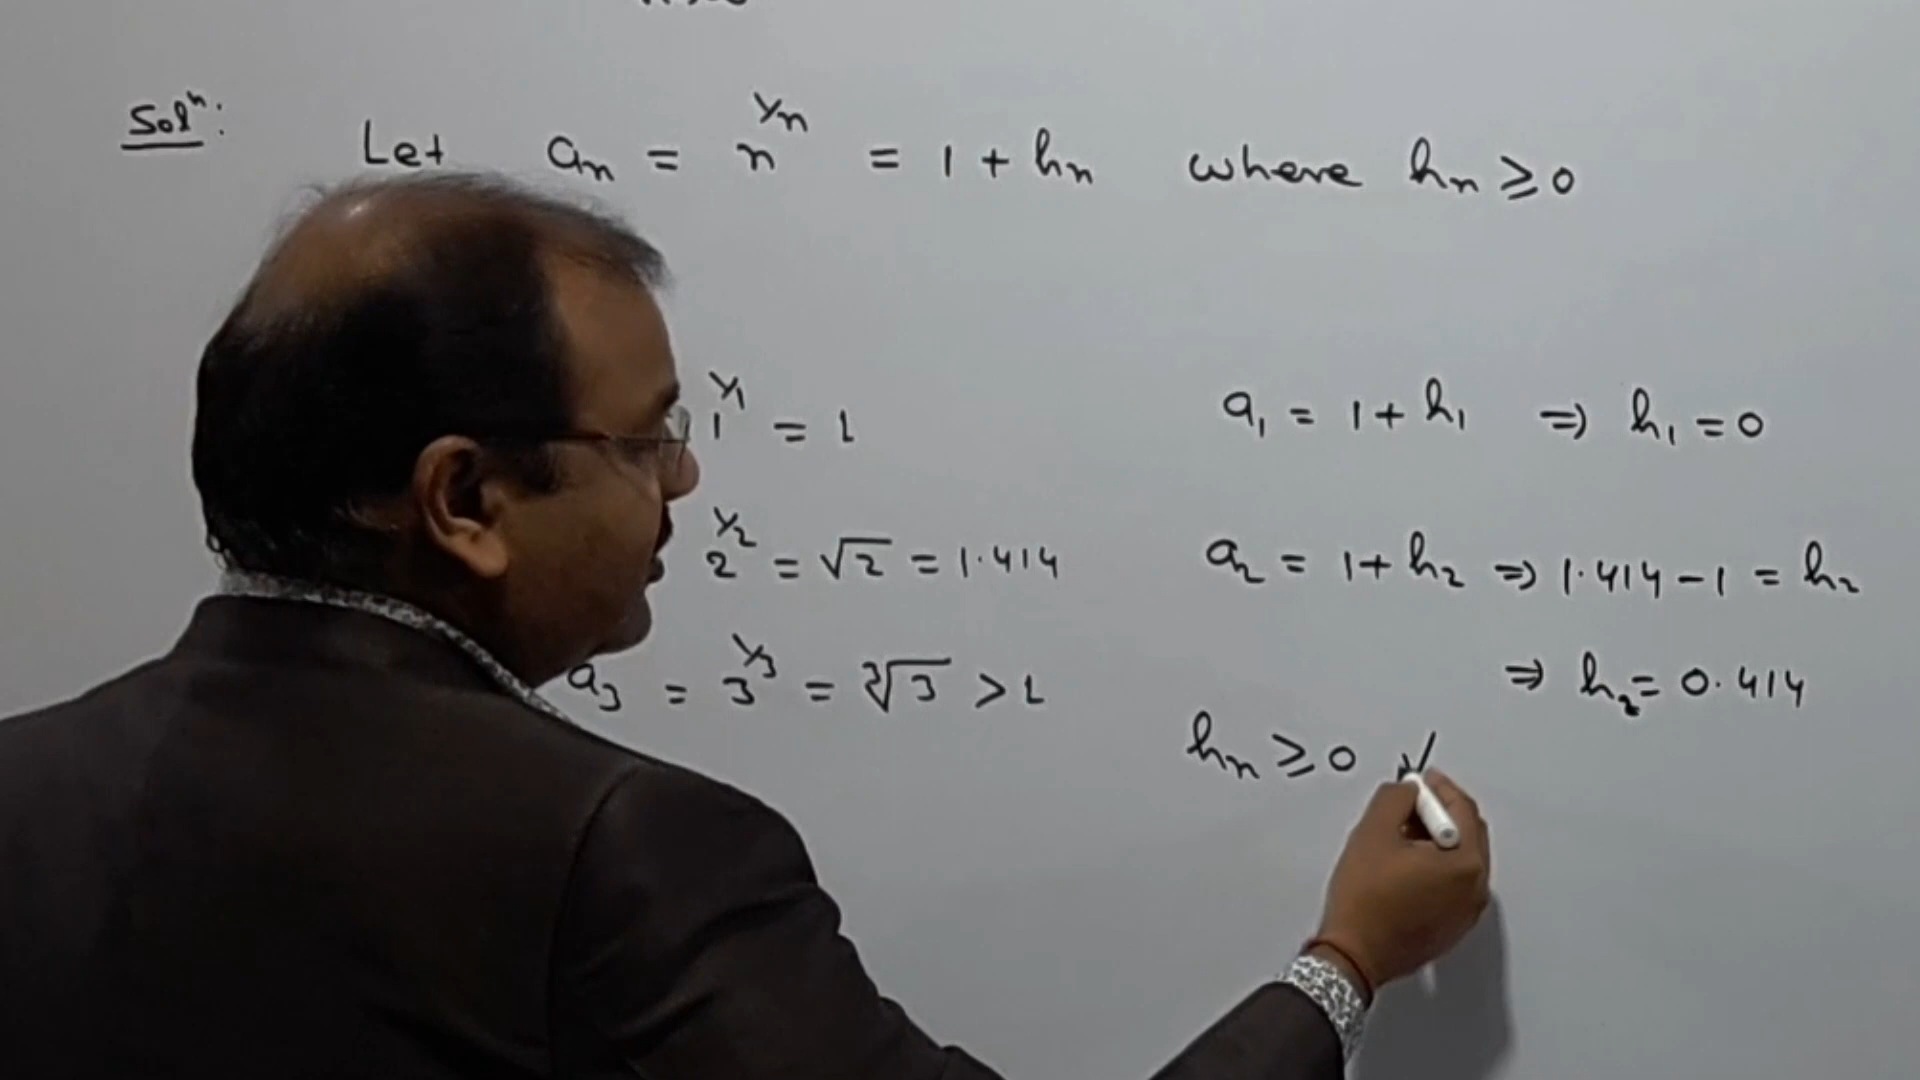 Solⁿ: Let aₙ = n^{1/n} = 1 + hₙ where hₙ ≥ 0
1^{1/1} = 1
a₁ = 1 + h₁ ⇒ h₁ = 0
2^{1/2} = √2 = 1.414
a₂ = 1 + h₂ ⇒ 1.414 - 1 = h₂
a₃ = 3^{1/3} = ∛3 > 1
⇒ h₂ = 0.414
hₙ ≥ 0 ✓